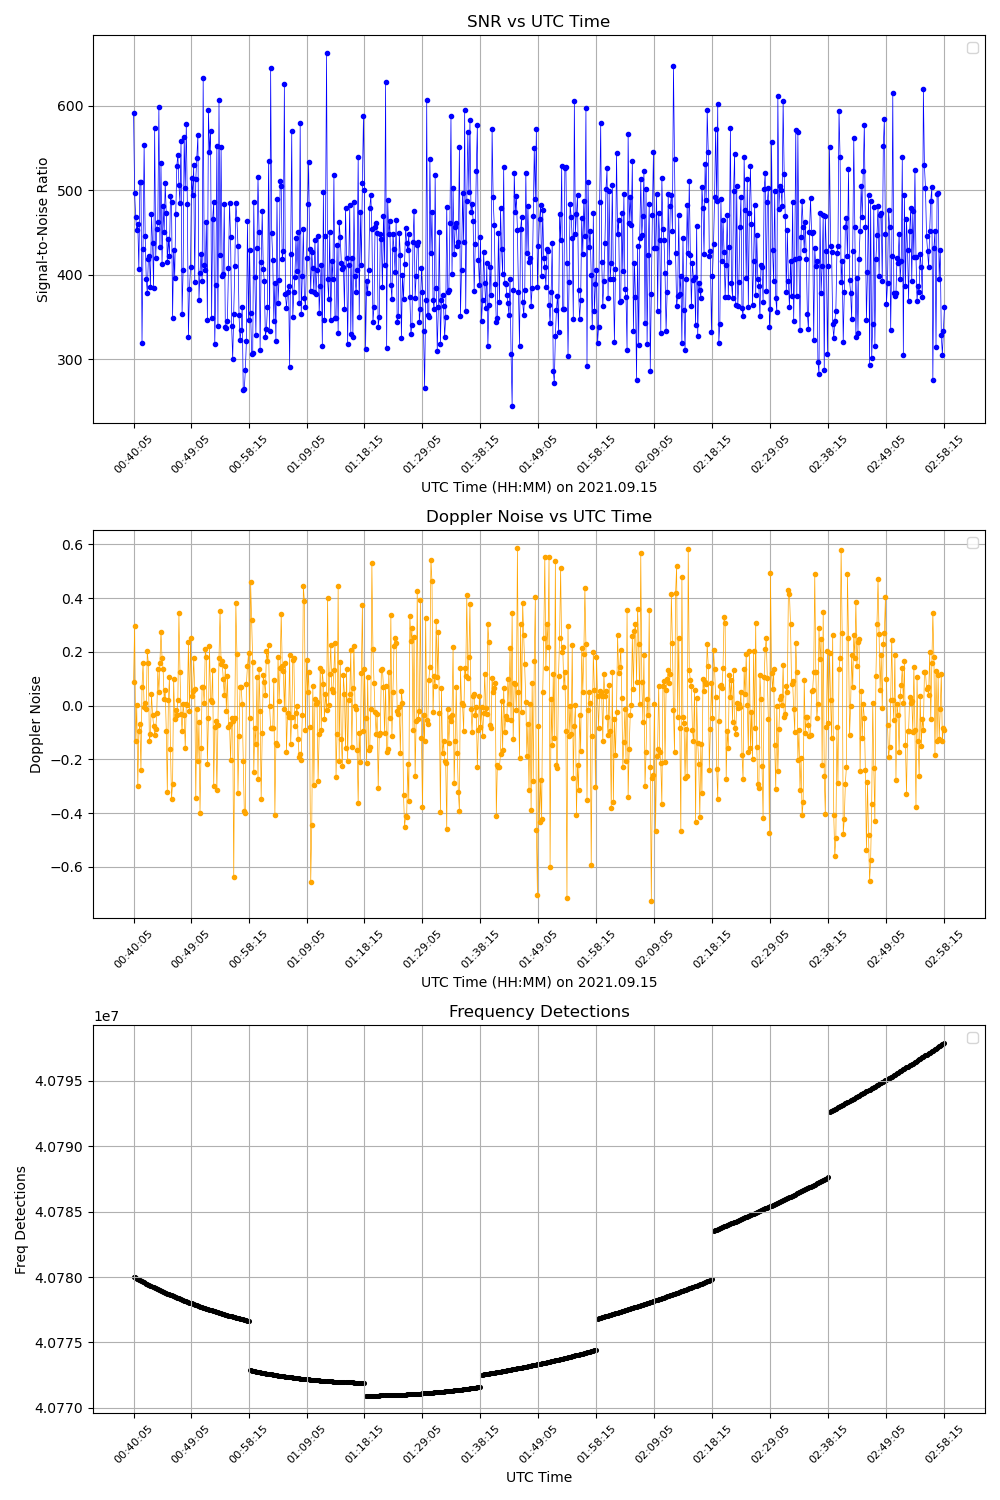 SNR vs UTC Time
Signal-to-Noise Ratio
600
500
400
300
00:40:05 00:49:05 00:58:15 01:09:05 01:18:15 01:29:05 01:38:15 01:49:05 01:58:15 02:09:05 02:18:15 02:29:05 02:38:15 02:49:05 02:58:15
UTC Time (HH:MM) on 2021.09.15
Doppler Noise vs UTC Time
Doppler Noise
0.6
0.4
0.2
0.0
−0.2
−0.4
−0.6
00:40:05 00:49:05 00:58:15 01:09:05 01:18:15 01:29:05 01:38:15 01:49:05 01:58:15 02:09:05 02:18:15 02:29:05 02:38:15 02:49:05 02:58:15
UTC Time (HH:MM) on 2021.09.15
Frequency Detections
1e7
Freq Detections
4.0795
4.0790
4.0785
4.0780
4.0775
4.0770
00:40:05 00:49:05 00:58:15 01:09:05 01:18:15 01:29:05 01:38:15 01:49:05 01:58:15 02:09:05 02:18:15 02:29:05 02:38:15 02:49:05 02:58:15
UTC Time